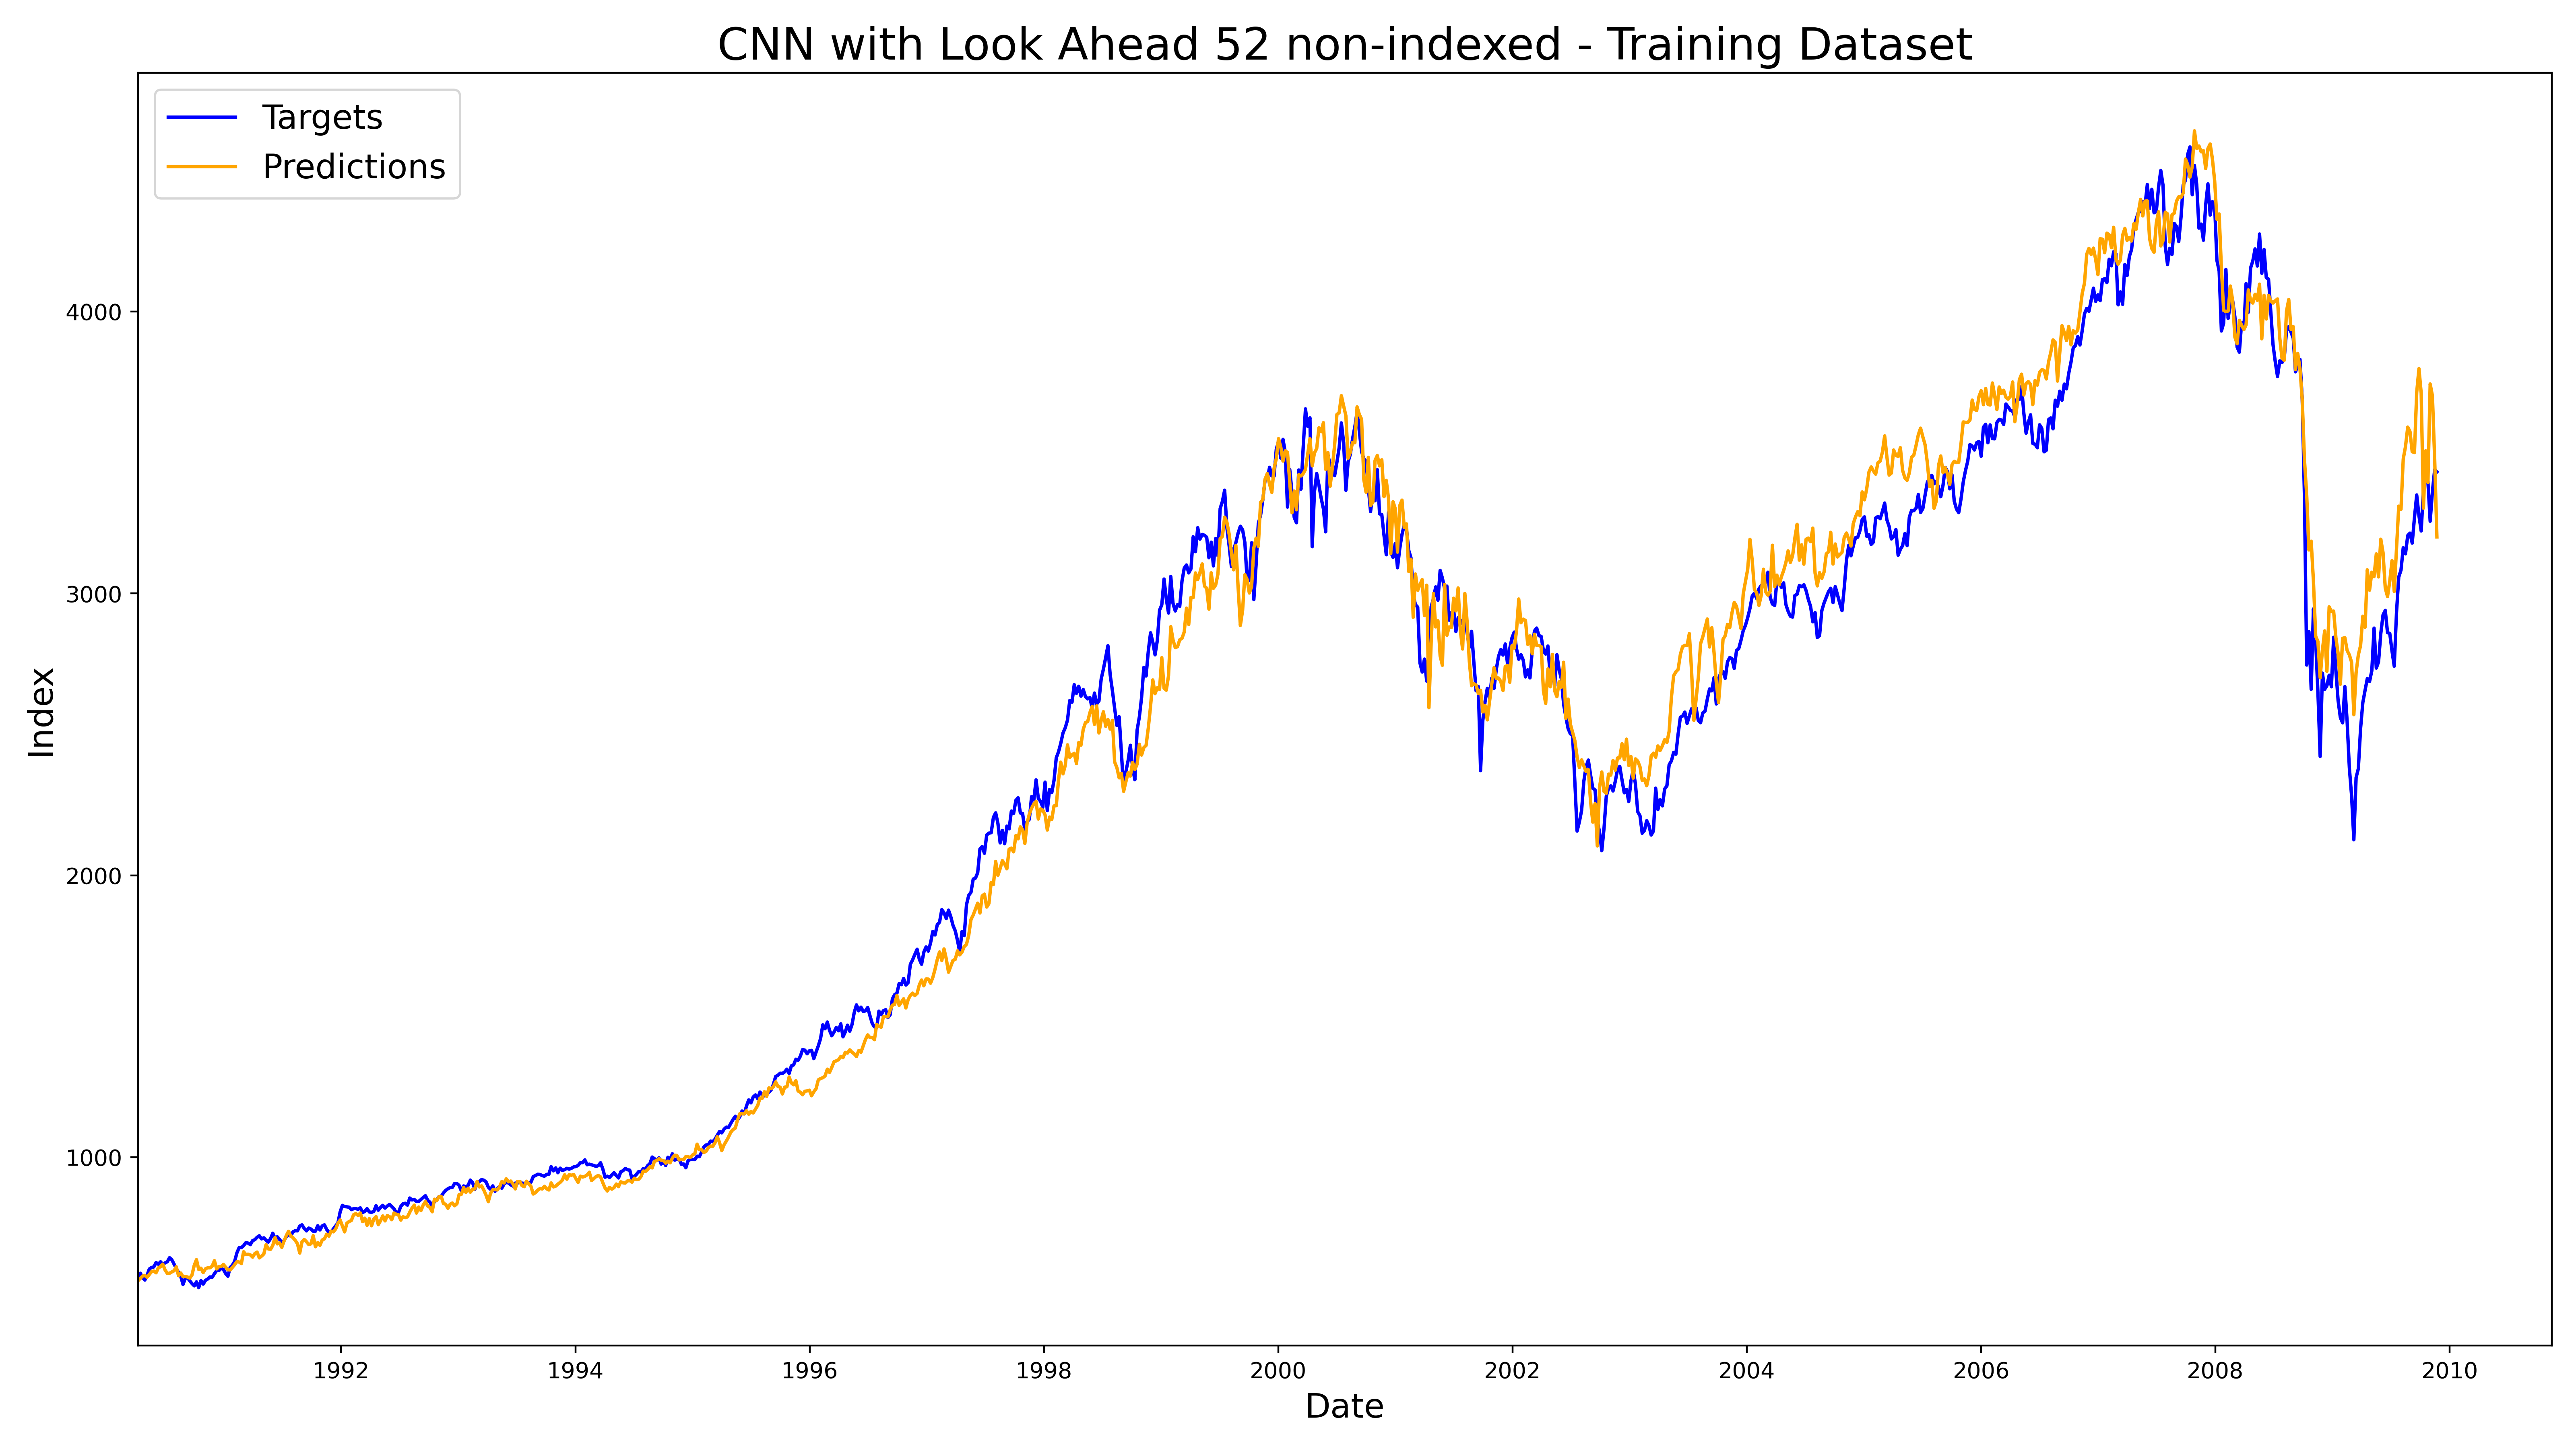 CNN with Look Ahead 52 non-indexed - Training Dataset
Targets
Predictions
4000
3000
2000
1000
Index
1992 1994 1996 1998 2000 2002 2004 2006 2008 2010
Date